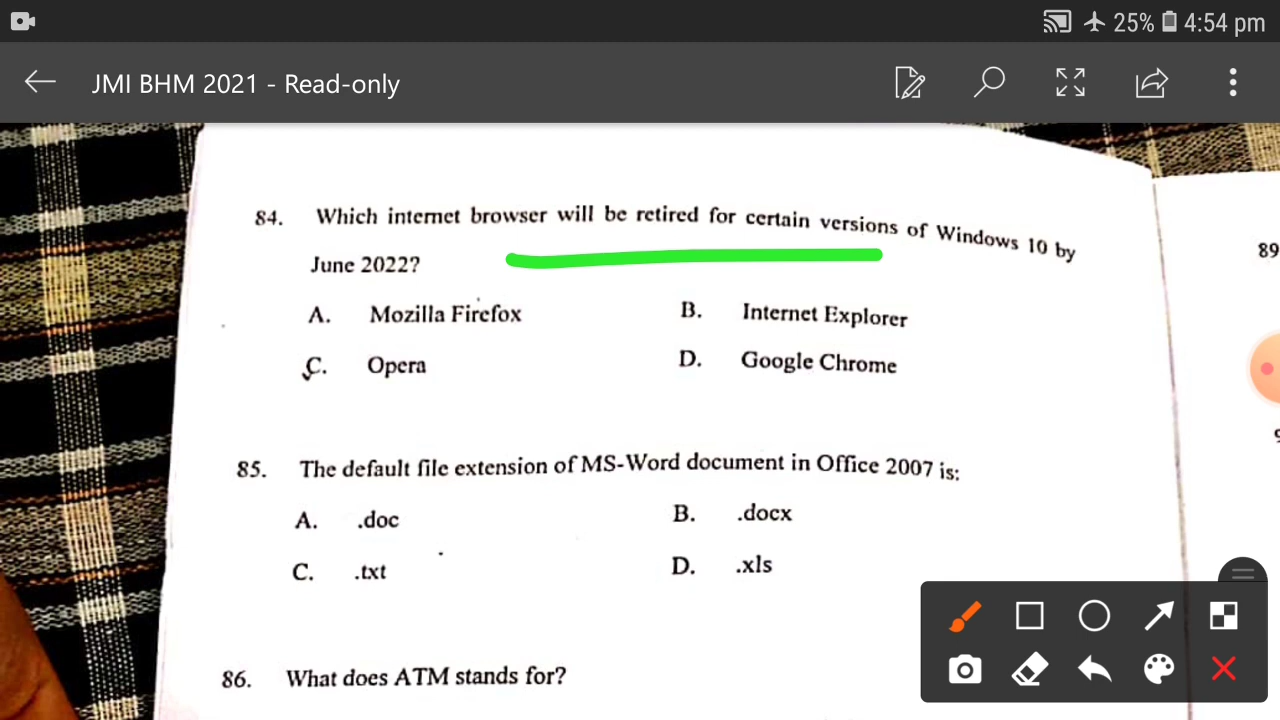 25% 4:54 pm
JMI BHM 2021 - Read-only
84. Which internet browser will be retired for certain versions of Windows 10 by
June 2022?
A. Mozilla Firefox B. Internet Explorer
C. Opera D. Google Chrome
85. The default file extension of MS-Word document in Office 2007 is:
A. .doc B. .docx
C. .txt D. .xls
86. What does ATM stands for?
89